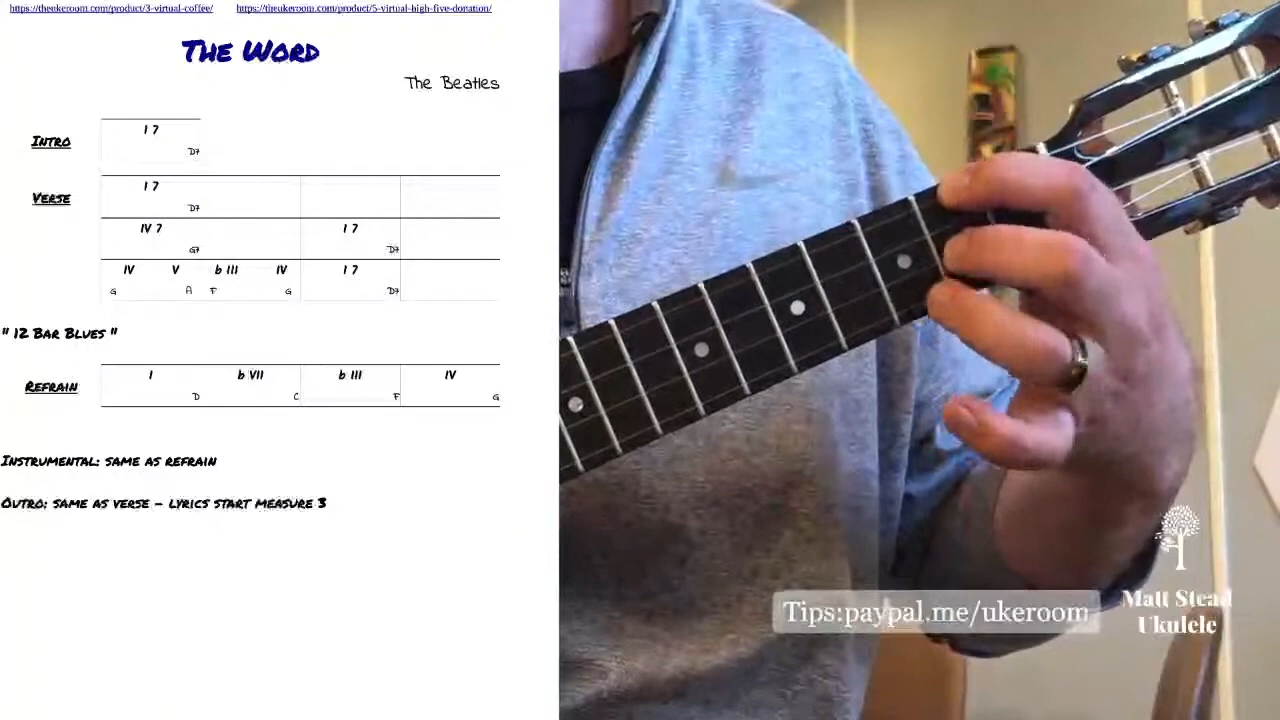 https://theukeroom.com/product/3-virtual-coffee/ https://theukeroom.com/product/5-virtual-high-five-donation/
The Word
The Beatles
Intro
I 7
D7
Verse
I 7
D7
IV 7 I 7
G7 D7
IV V b III IV I 7
G A F G D7
" 12 Bar Blues "
Refrain
I b VII b III IV
D C F G
Instrumental: same as refrain
Outro: same as verse - lyrics start measure 3
Tips:paypal.me/ukeroom
Matt Stead
Ukulele